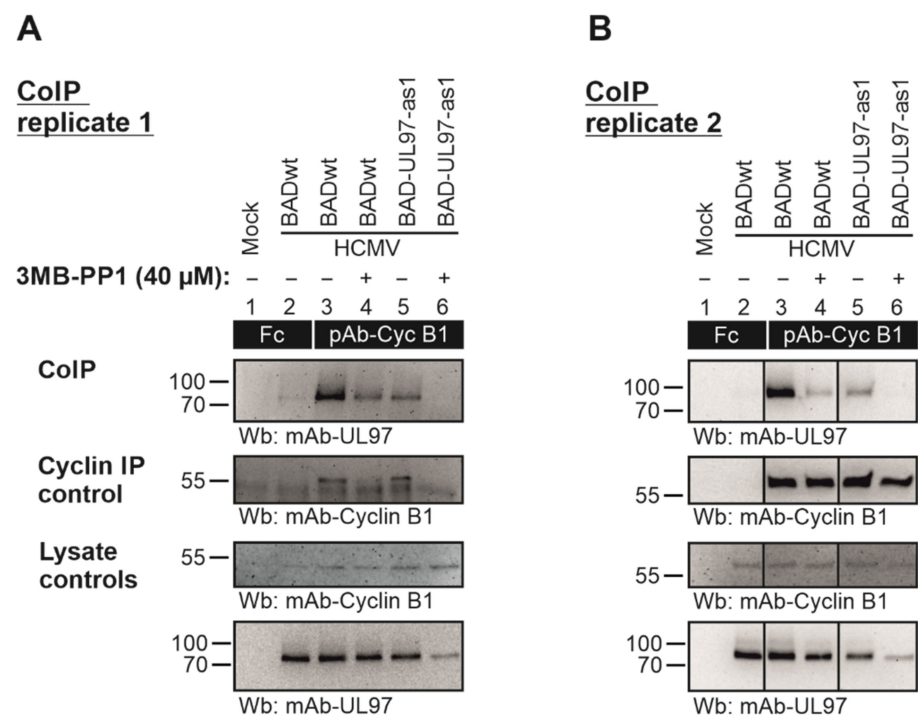 A
CoIP
replicate 1
Mock
BADwt
BADwt
BADwt
BAD-UL97-as1
BAD-UL97-as1
HCMV
3MB-PP1 (40 µM): – – + – +
1 2 3 4 5 6
Fc pAb-Cyc B1
CoIP
100
70
Wb: mAb-UL97
Cyclin IP
control
55
Wb: mAb-Cyclin B1
Lysate
controls
55
Wb: mAb-Cyclin B1
100
70
Wb: mAb-UL97
B
CoIP
replicate 2
Mock
BADwt
BADwt
BADwt
BAD-UL97-as1
BAD-UL97-as1
HCMV
– – + – +
1 2 3 4 5 6
Fc pAb-Cyc B1
100
70
Wb: mAb-UL97
55
Wb: mAb-Cyclin B1
55
Wb: mAb-Cyclin B1
100
70
Wb: mAb-UL97